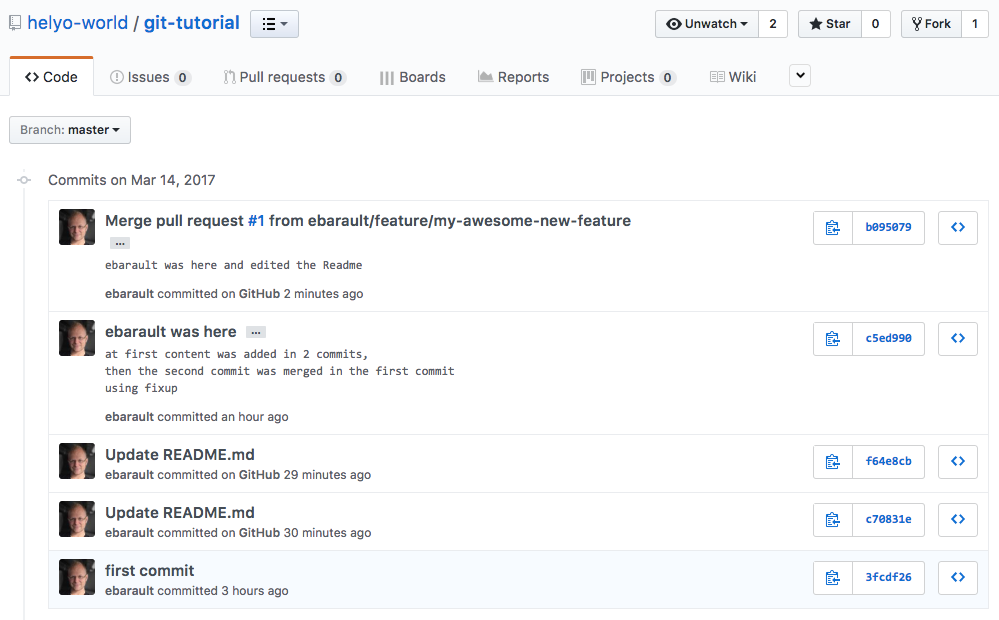 helyo-world / git-tutorial
Unwatch 2 Star 0 Fork 1
Code Issues 0 Pull requests 0 Boards Reports Projects 0 Wiki
Branch: master
Commits on Mar 14, 2017
Merge pull request #1 from ebarault/feature/my-awesome-new-feature
b095079
…
ebarault was here and edited the Readme
ebarault committed on GitHub 2 minutes ago
ebarault was here …
c5ed990
at first content was added in 2 commits,
then the second commit was merged in the first commit
using fixup
ebarault committed an hour ago
Update README.md
f64e8cb
ebarault committed on GitHub 29 minutes ago
Update README.md
c70831e
ebarault committed on GitHub 30 minutes ago
first commit
3fcdf26
ebarault committed 3 hours ago